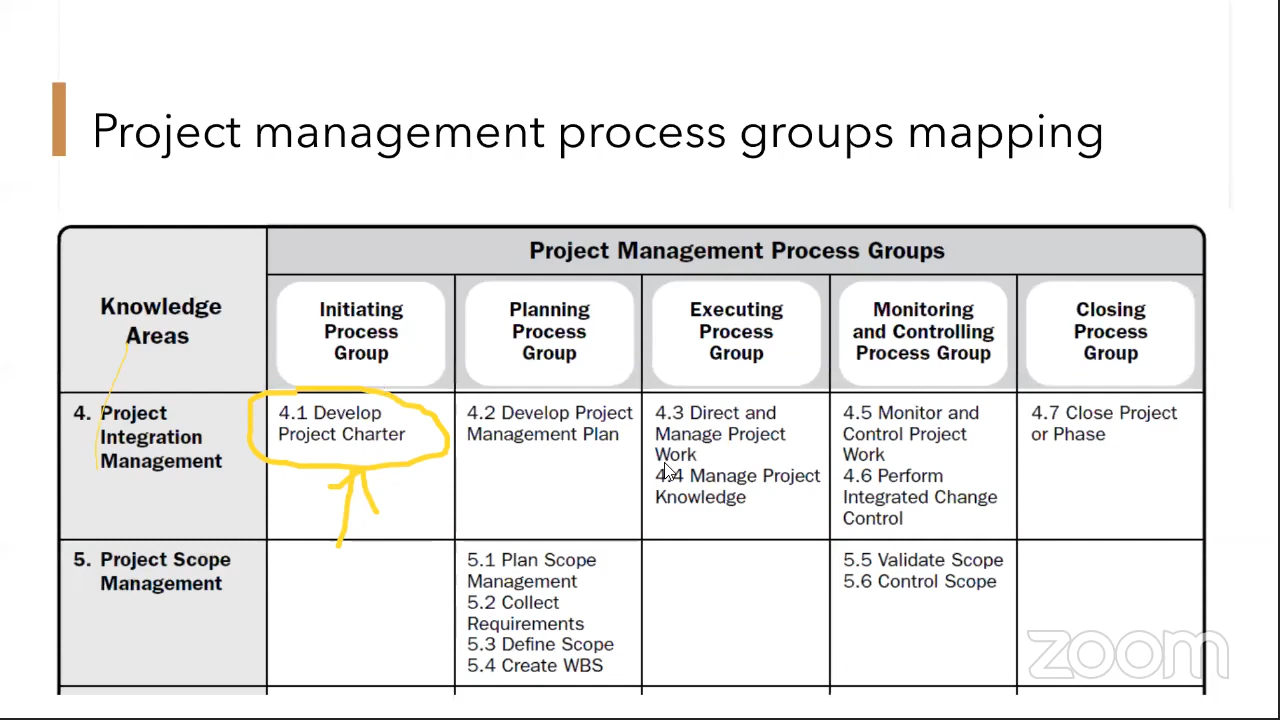 Project management process groups mapping
Project Management Process Groups
Knowledge
Areas
Initiating
Process
Group
Planning
Process
Group
Executing
Process
Group
Monitoring
and Controlling
Process Group
Closing
Process
Group
4. Project
Integration
Management
4.1 Develop
Project Charter
4.2 Develop Project
Management Plan
4.3 Direct and
Manage Project
Work
4.4 Manage Project
Knowledge
4.5 Monitor and
Control Project
Work
4.6 Perform
Integrated Change
Control
4.7 Close Project
or Phase
5. Project Scope
Management
5.1 Plan Scope
Management
5.2 Collect
Requirements
5.3 Define Scope
5.4 Create WBS
5.5 Validate Scope
5.6 Control Scope
zoom